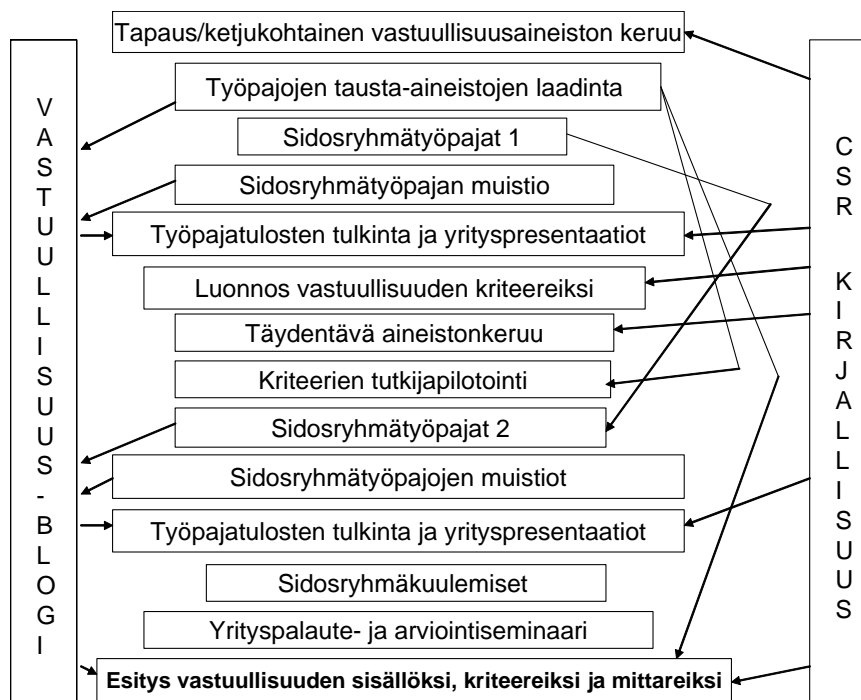 Tapaus/ketjukohtainen vastuullisuusaineiston keruu
Työpajojen tausta-aineistojen laadinta
Sidosryhmätyöpajat 1
Sidosryhmätyöpajan muistio
Työpajatulosten tulkinta ja yrityspresentaatiot
Luonnos vastuullisuuden kriteereiksi
Täydentävä aineistonkeruu
Kriteerien tutkijapilotointi
Sidosryhmätyöpajat 2
Sidosryhmätyöpajojen muistiot
Työpajatulosten tulkinta ja yrityspresentaatiot
Sidosryhmäkuulemiset
Yrityspalaute- ja arviointiseminaari
Esitys vastuullisuuden sisällöksi, kriteereiksi ja mittareiksi
VASTUULLISUUS-BLOGI
CSR KIRJALLISUUS